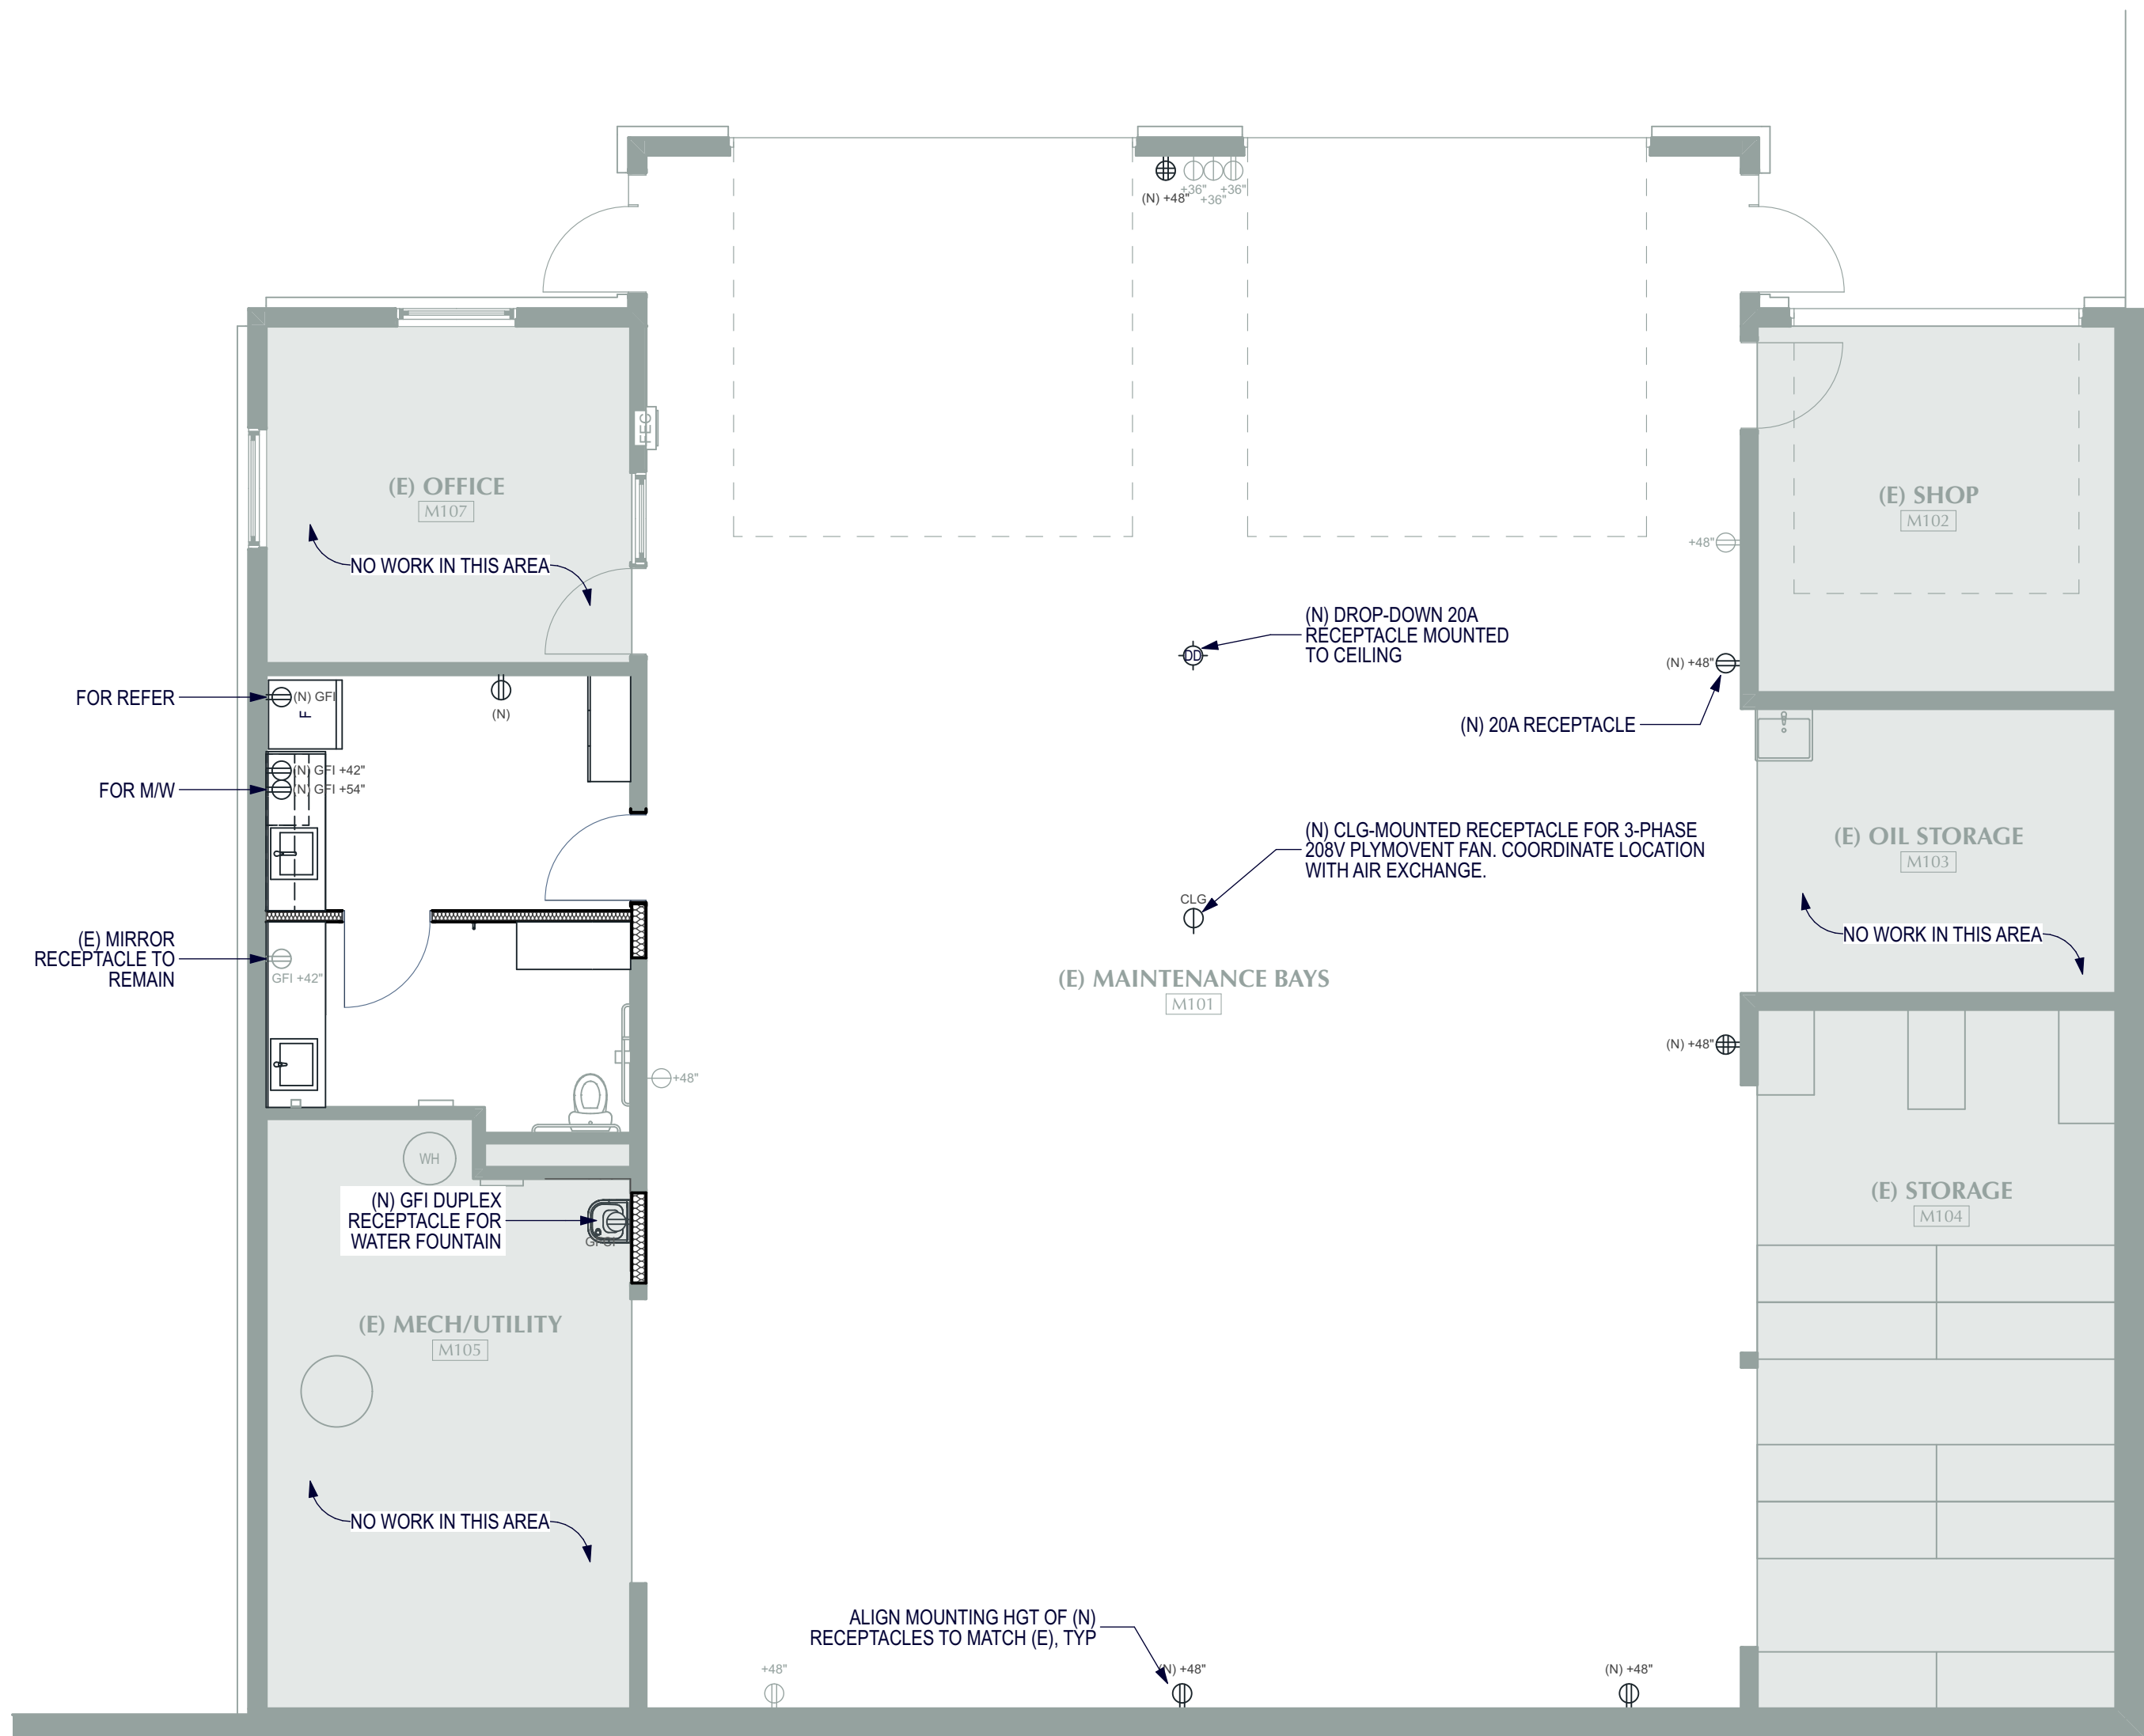 +36"
+36"
(N) +48"
+36"
FEC
(E) OFFICE
M107
NO WORK IN THIS AREA
(E) SHOP
M102
+48"
(N) DROP-DOWN 20A
RECEPTACLE MOUNTED
TO CEILING
DD
(N) +48"
(N) 20A RECEPTACLE
FOR REFER
(N) GFI
F
(N)
(N) GFI +42"
FOR M/W
(N) GFI +54"
(N) CLG-MOUNTED RECEPTACLE FOR 3-PHASE
208V PLYMOVENT FAN. COORDINATE LOCATION
WITH AIR EXCHANGE.
CLG
(E) OIL STORAGE
M103
NO WORK IN THIS AREA
(E) MIRROR
RECEPTACLE TO
REMAIN
GFI +42"
(E) MAINTENANCE BAYS
M101
(N) +48"
+48"
WH
(N) GFI DUPLEX
RECEPTACLE FOR
WATER FOUNTAIN
(E) STORAGE
M104
(E) MECH/UTILITY
M105
NO WORK IN THIS AREA
ALIGN MOUNTING HGT OF (N)
RECEPTACLES TO MATCH (E), TYP
+48"
(N) +48"
(N) +48"